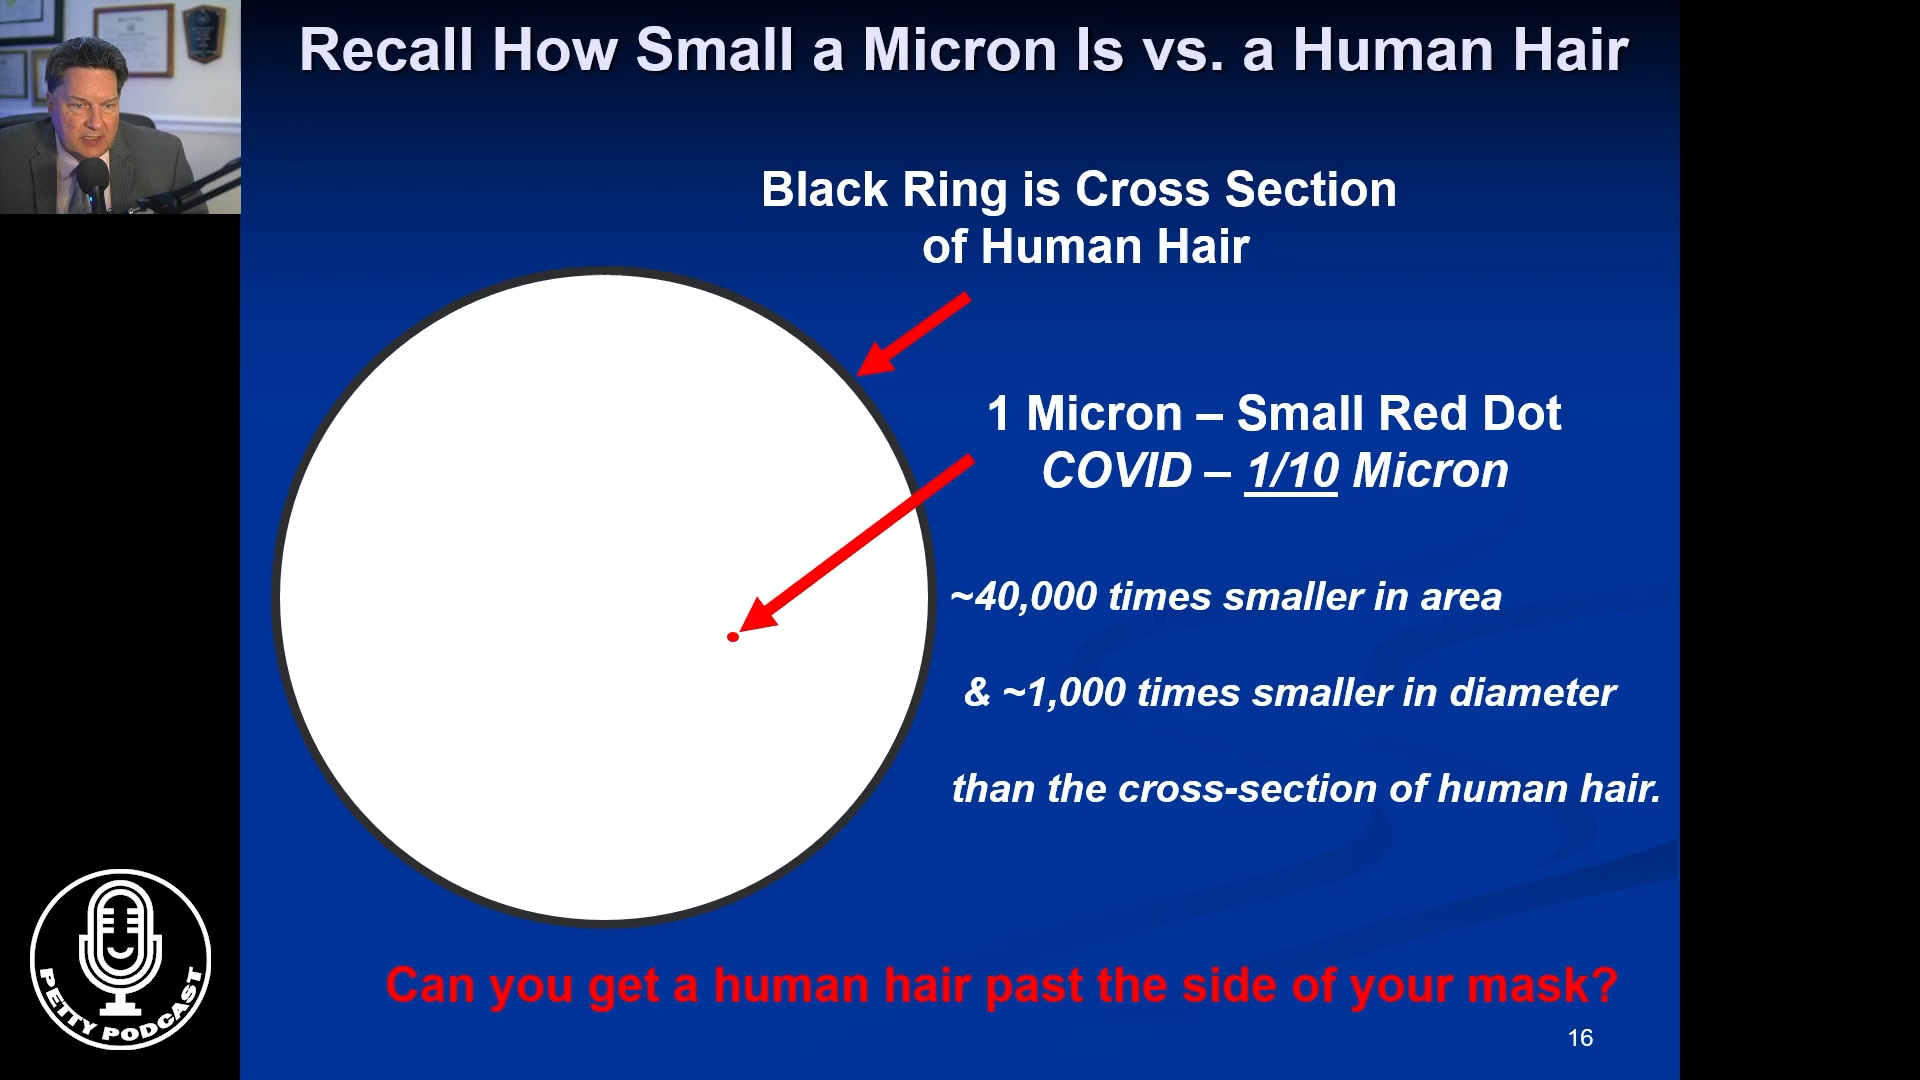 Recall How Small a Micron Is vs. a Human Hair
Black Ring is Cross Section
of Human Hair
1 Micron – Small Red Dot
COVID – 1/10 Micron
~40,000 times smaller in area
& ~1,000 times smaller in diameter
than the cross-section of human hair.
Can you get a human hair past the side of your mask?
16
PETTY PODCAST